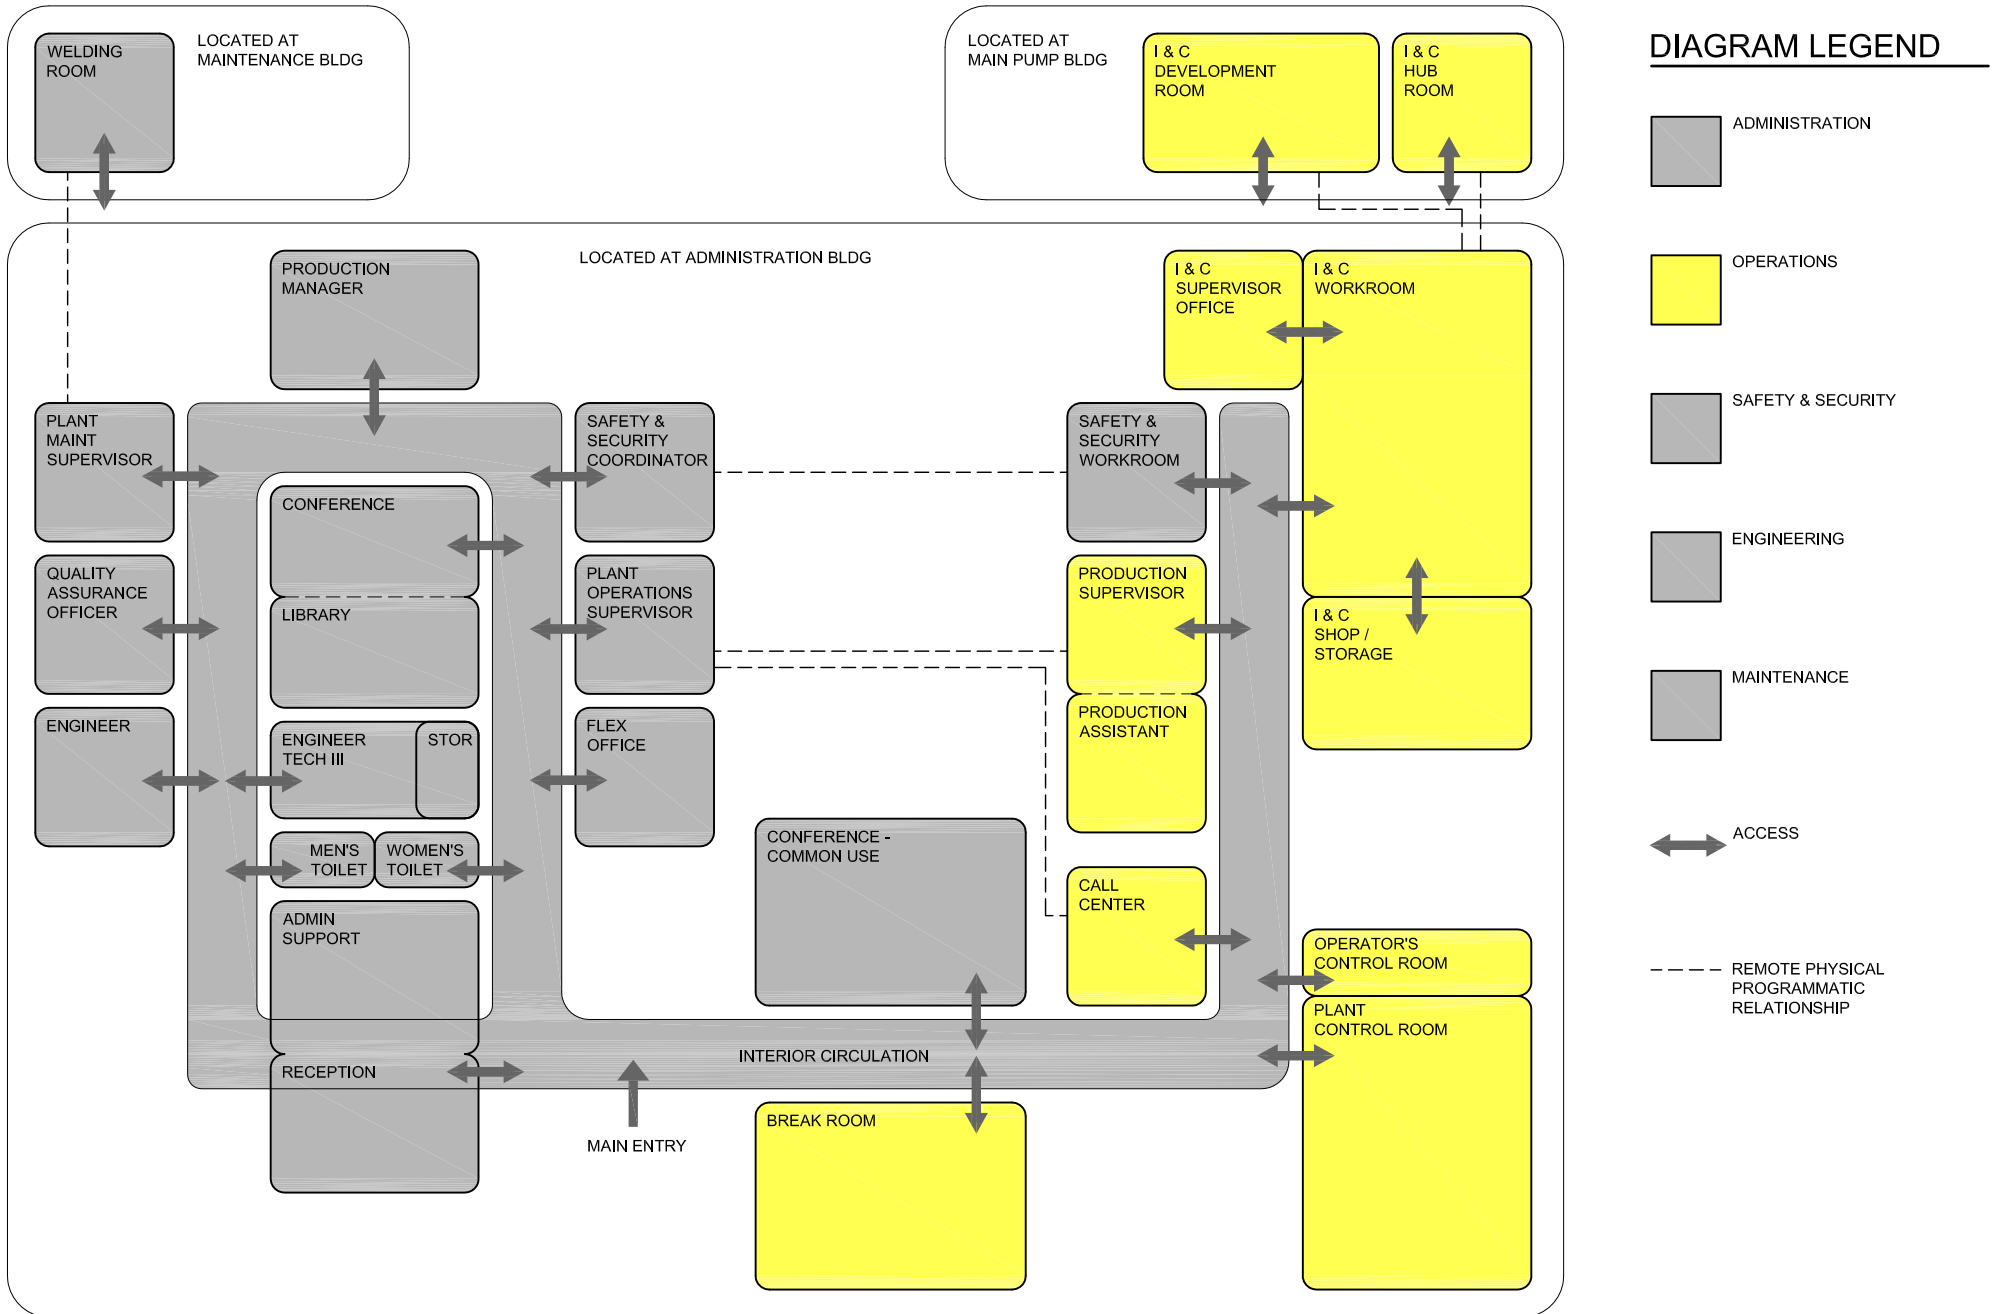 WELDING
ROOM
LOCATED AT
MAINTENANCE BLDG
LOCATED AT
MAIN PUMP BLDG
I & C
DEVELOPMENT
ROOM
I & C
HUB
ROOM
DIAGRAM LEGEND
ADMINISTRATION
OPERATIONS
SAFETY & SECURITY
ENGINEERING
MAINTENANCE
ACCESS
REMOTE PHYSICAL
PROGRAMMATIC
RELATIONSHIP
LOCATED AT ADMINISTRATION BLDG
PRODUCTION
MANAGER
I & C
SUPERVISOR
OFFICE
I & C
WORKROOM
PLANT
MAINT
SUPERVISOR
SAFETY &
SECURITY
COORDINATOR
SAFETY &
SECURITY
WORKROOM
CONFERENCE
QUALITY
ASSURANCE
OFFICER
LIBRARY
PLANT
OPERATIONS
SUPERVISOR
PRODUCTION
SUPERVISOR
I & C
SHOP /
STORAGE
ENGINEER
ENGINEER
TECH III
STOR
FLEX
OFFICE
PRODUCTION
ASSISTANT
MEN'S
TOILET
WOMEN'S
TOILET
CONFERENCE -
COMMON USE
CALL
CENTER
ADMIN
SUPPORT
OPERATOR'S
CONTROL ROOM
PLANT
CONTROL ROOM
INTERIOR CIRCULATION
RECEPTION
MAIN ENTRY
BREAK ROOM